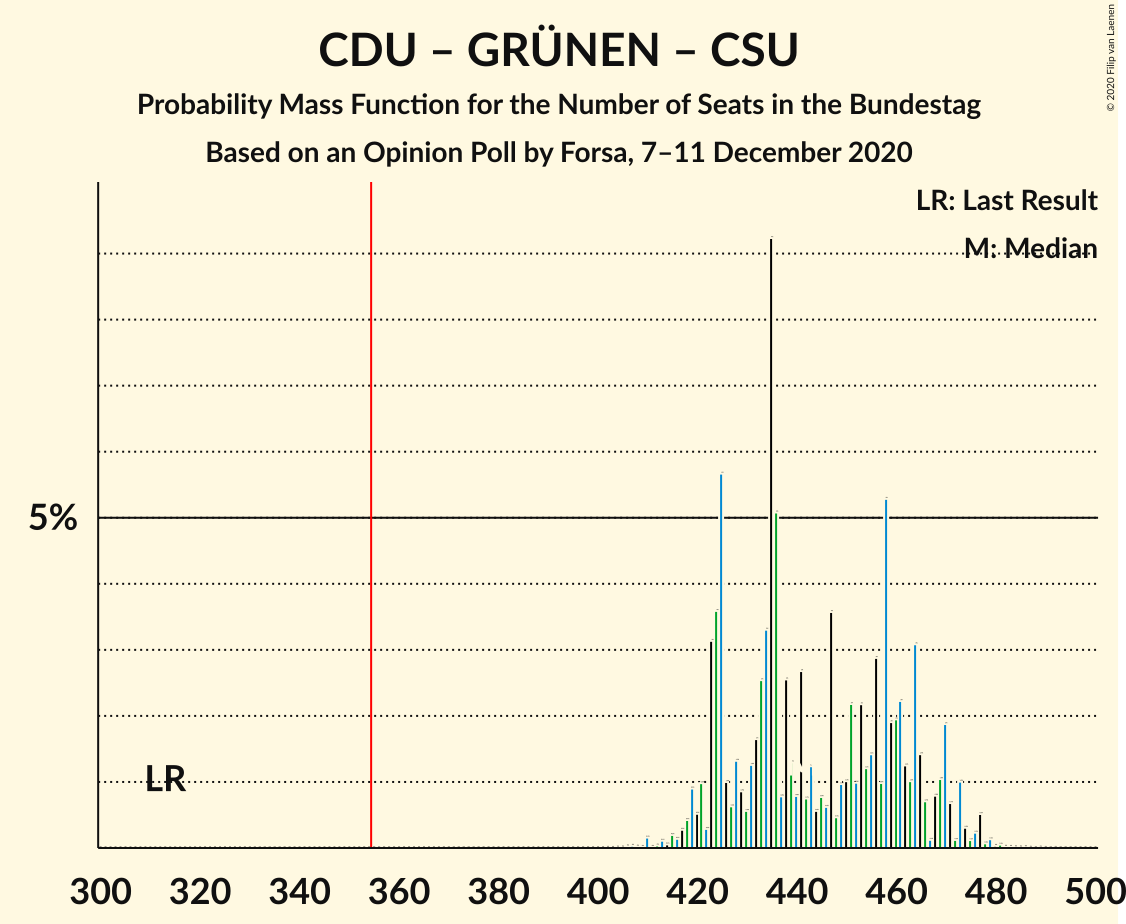 CDU – GRÜNEN – CSU
Probability Mass Function for the Number of Seats in the Bundestag
Based on an Opinion Poll by Forsa, 7–11 December 2020
© 2020 Filip van Laenen
LR: Last Result
M: Median
5%
LR
300 320 340 360 380 400 420 440 460 480 500